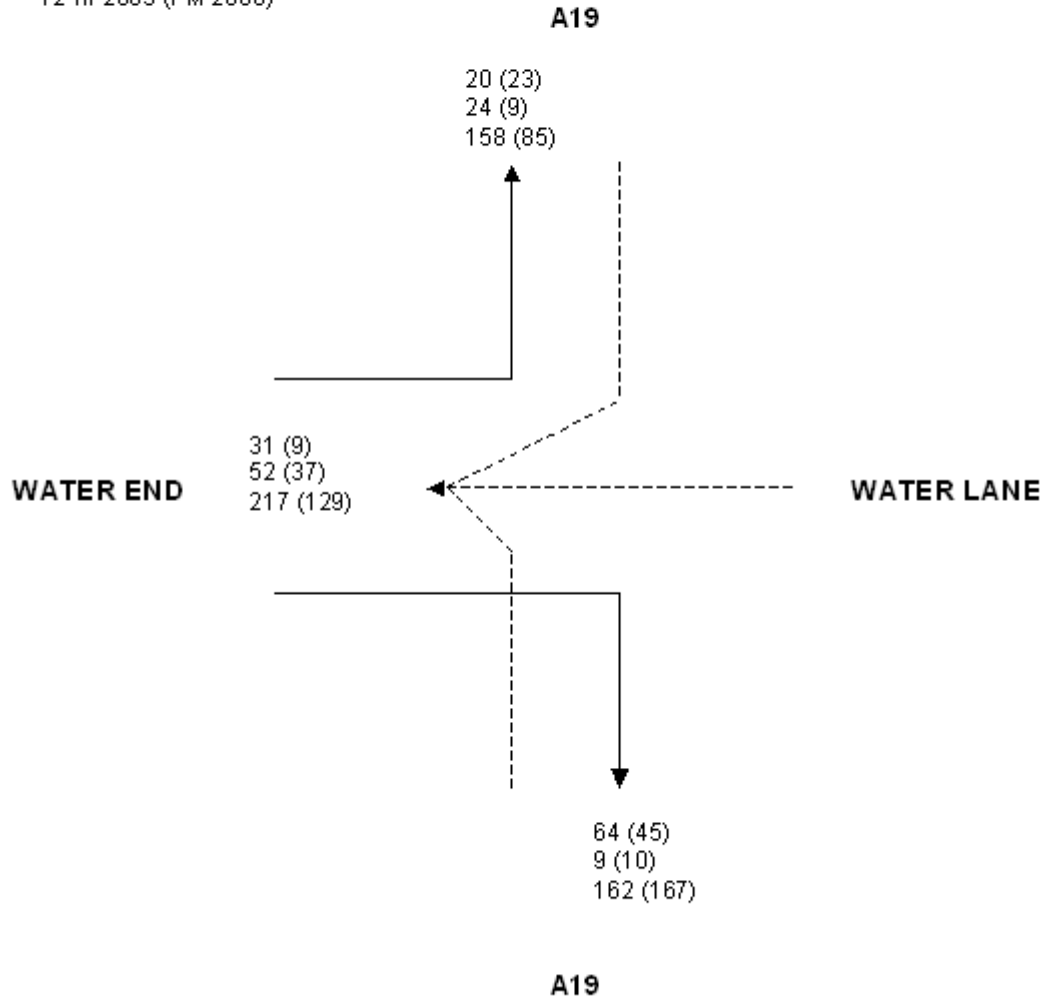 A19
20 (23)
24 (9)
158 (85)
31 (9)
52 (37)
217 (129)
WATER END
WATER LANE
64 (45)
9 (10)
162 (167)
A19